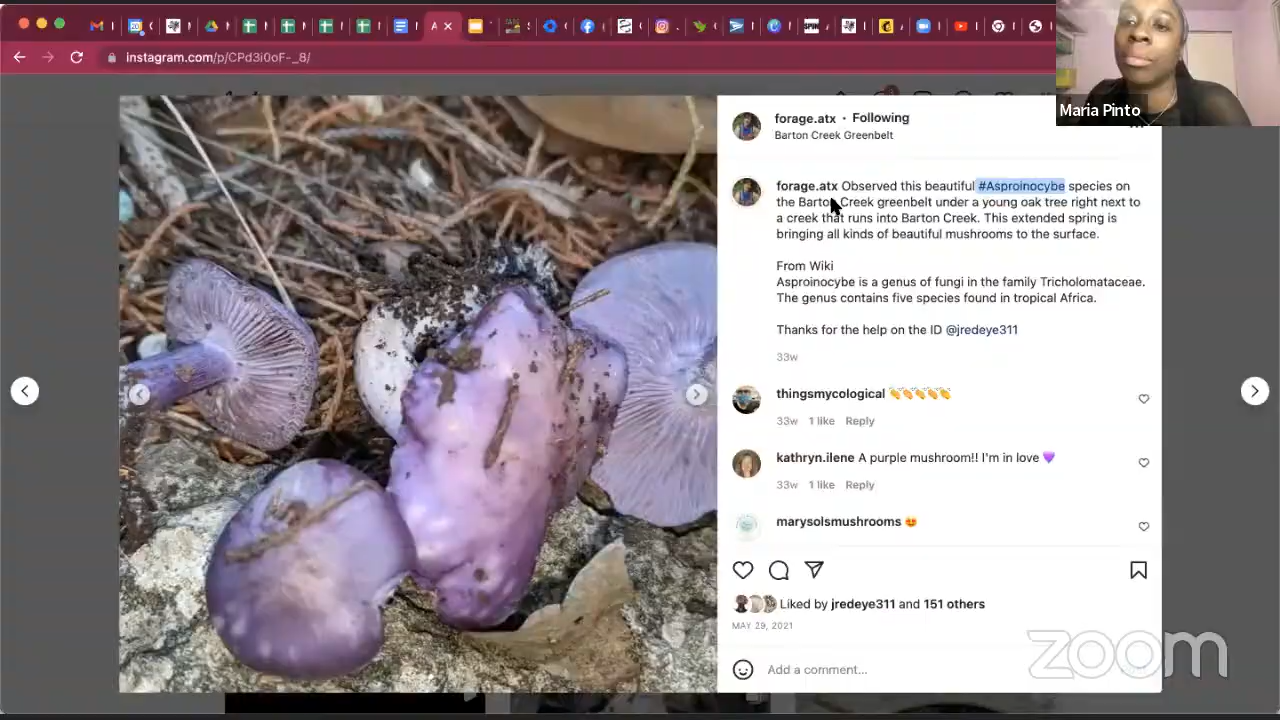 instagram.com/p/CPd3i0oF-_8/
Maria Pinto
forage.atx • Following
Barton Creek Greenbelt
forage.atx Observed this beautiful #Asproinocybe species on
the Barton Creek greenbelt under a young oak tree right next to
a creek that runs into Barton Creek. This extended spring is
bringing all kinds of beautiful mushrooms to the surface.
From Wiki
Asproinocybe is a genus of fungi in the family Tricholomataceae.
The genus contains five species found in tropical Africa.
Thanks for the help on the ID @jredeye311
33w
thingsmycological 👏👏👏👏👏
33w 1 like Reply
kathryn.ilene A purple mushroom!! I'm in love 💜
33w 1 like Reply
marysolsmushrooms 😍
Liked by jredeye311 and 151 others
MAY 29, 2021
Add a comment...
zoom